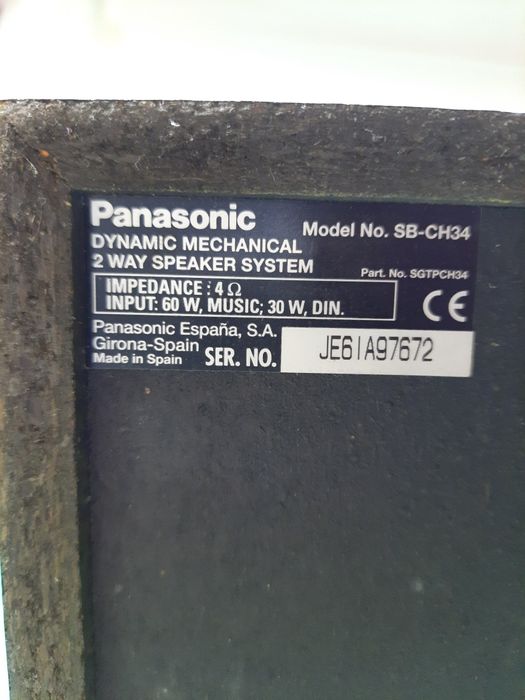 Panasonic Model No. SB-CH34
DYNAMIC MECHANICAL
2 WAY SPEAKER SYSTEM Part. No. SGTPCH34
IMPEDANCE : 4 Ω
INPUT: 60 W, MUSIC; 30 W, DIN.
CE
Panasonic España, S.A.
Girona-Spain
Made in Spain SER. NO. JE6IA97672